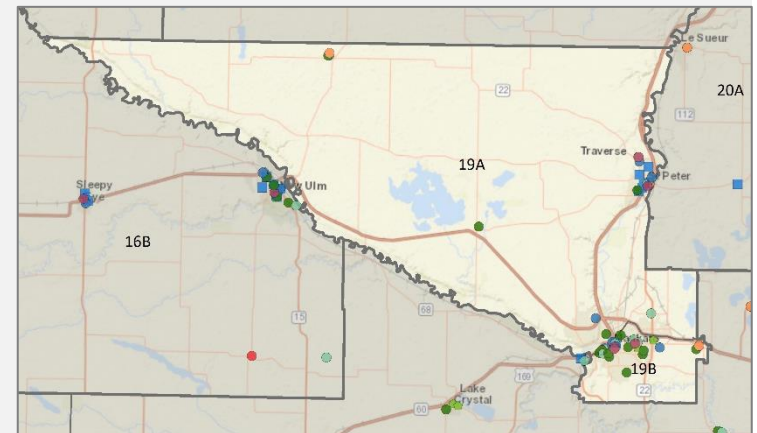 Le Sueur
20A
22
112
Traverse
19A
Peter
Sleepy
Eye
Ulm
16B
68
15
19B
169
22
Lake
Crystal
60